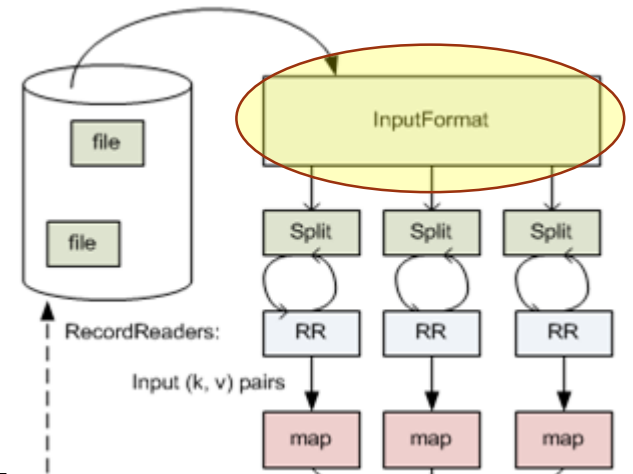 file
InputFormat
file
Split Split Split
RecordReaders: RR RR RR
Input (k, v) pairs
map map map